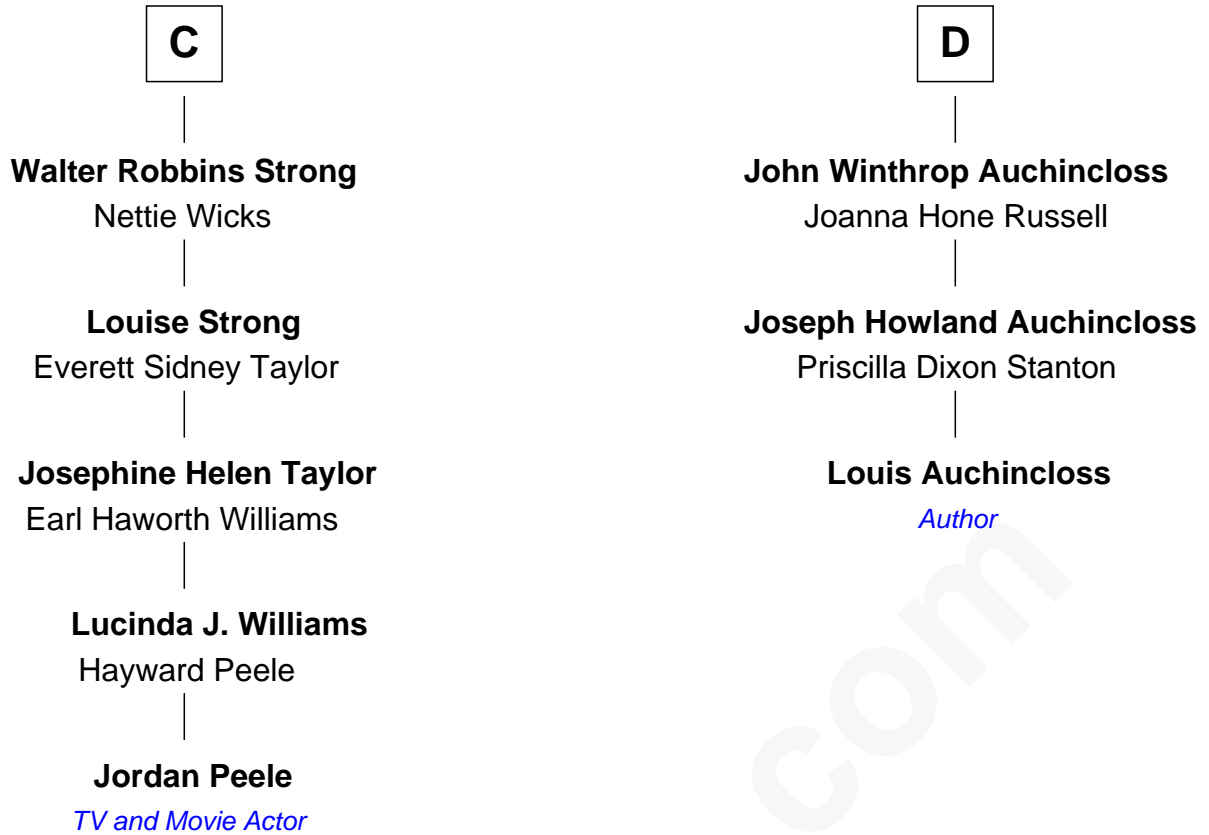 C
Walter Robbins Strong
Nettie Wicks
Louise Strong
Everett Sidney Taylor
Josephine Helen Taylor
Earl Haworth Williams
Lucinda J. Williams
Hayward Peele
Jordan Peele
TV and Movie Actor
D
John Winthrop Auchincloss
Joanna Hone Russell
Joseph Howland Auchincloss
Priscilla Dixon Stanton
Louis Auchincloss
Author
com